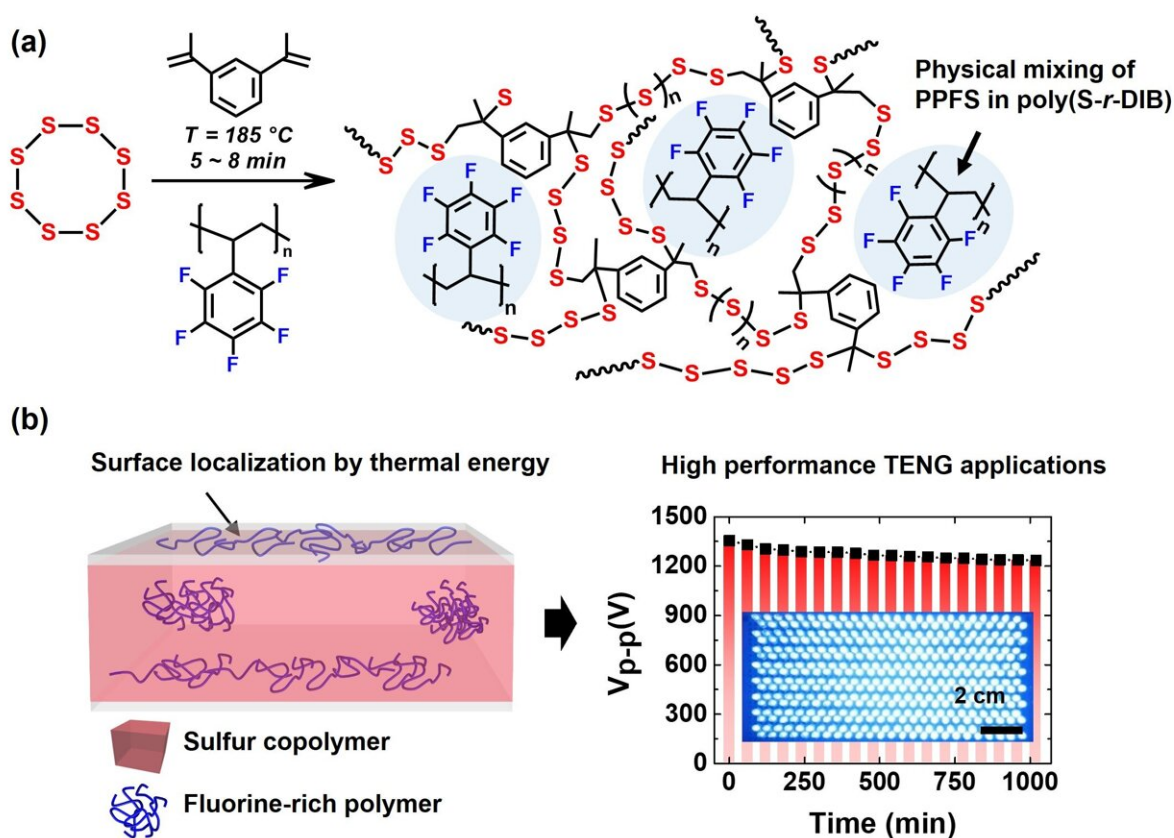 (a)
T = 185 °C
5 ~ 8 min
S S S S S S S S
n
F F F F F
Physical mixing of
PPFS in poly(S-r-DIB)
S S S S n S S S S
S S S S
F F F F F
n
F F F F F
n
F F F F F
n
S S S S S S S S
n
S S S S S S S S S S S
(b)
Surface localization by thermal energy
Sulfur copolymer
Fluorine-rich polymer
High performance TENG applications
Vp-p(V)
1500
1200
900
600
300
0
2 cm
0 250 500 750 1000
Time (min)